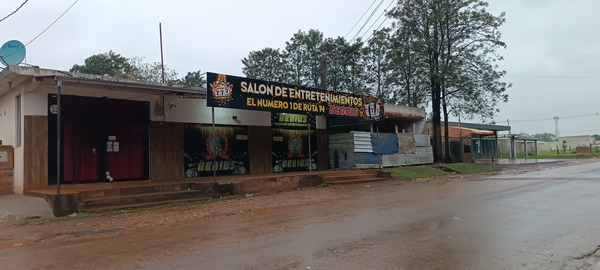 SALON DE ENTRETENIMIENTOS
EL NUMERO 1 DE RUTA 14 GENIUS
GENIUS
GENIUS
GENIUS